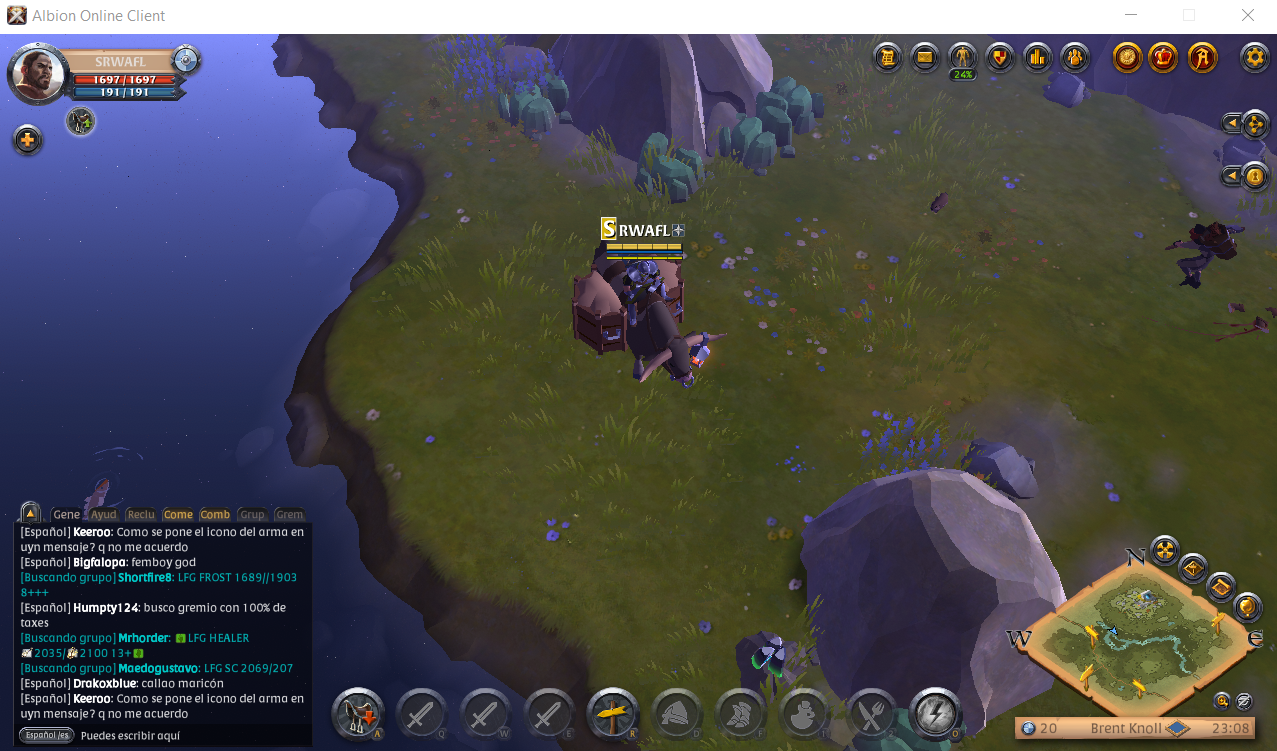 Albion Online Client
SRWAFL
1697/1697
191/191
24%
SRWAFL
Gene Ayud Reclu Come Comb Grup Grem
[Español] Keeroo: Como se pone el icono del arma en
uyn mensaje? q no me acuerdo
[Español] Bigfalopa: femboy god
[Buscando grupo] Shortfire8: LFG FROST 1689//1903
8+++
[Español] Humpty124: busco gremio con 100% de
taxes
[Buscando grupo] Mrhorder: LFG HEALER
2035/ 2100 13+
[Buscando grupo] Maedogustavo: LFG SC 2069/207
[Español] Drakoxblue: callao maricón
[Español] Keeroo: Como se pone el icono del arma en
uyn mensaje? q no me acuerdo
Español /es Puedes escribir aquí
A Q W E R D F 1 2 O
N
W E
20 Brent Knoll 23:08